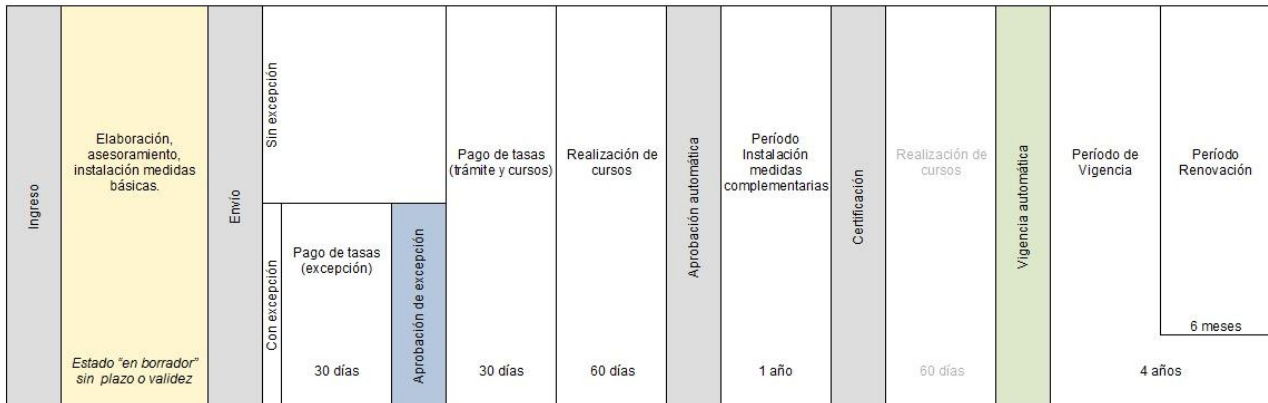 Ingreso
Elaboración,
asesoramiento,
instalación medidas
básicas.
Estado "en borrador"
sin plazo o validez
Envío
Sin excepción
Con excepción
Pago de tasas
(excepción)
30 días
Aprobación de excepción
Pago de tasas
(trámite y cursos)
30 días
Realización de
cursos
60 días
Aprobación automática
Período
Instalación
medidas
complementarias
1 año
Certificación
Realización de
cursos
60 días
Vigencia automática
Período de
Vigencia
Período
Renovación
6 meses
4 años